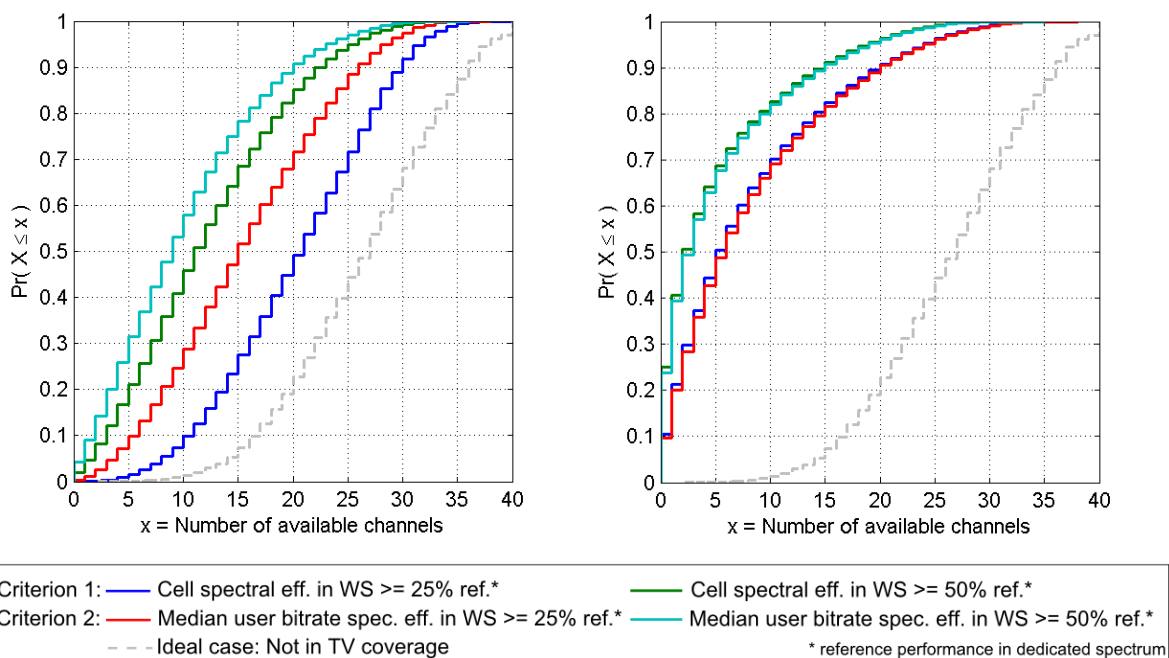 1
0.9
0.8
0.7
0.6
0.5
0.4
0.3
0.2
0.1
0
Pr( X ≤ x )
0 5 10 15 20 25 30 35 40
x = Number of available channels
1
0.9
0.8
0.7
0.6
0.5
0.4
0.3
0.2
0.1
0
Pr( X ≤ x )
0 5 10 15 20 25 30 35 40
x = Number of available channels
Criterion 1: Cell spectral eff. in WS >= 25% ref.* Cell spectral eff. in WS >= 50% ref.*
Criterion 2: Median user bitrate spec. eff. in WS >= 25% ref.* Median user bitrate spec. eff. in WS >= 50% ref.*
Ideal case: Not in TV coverage * reference performance in dedicated spectrum